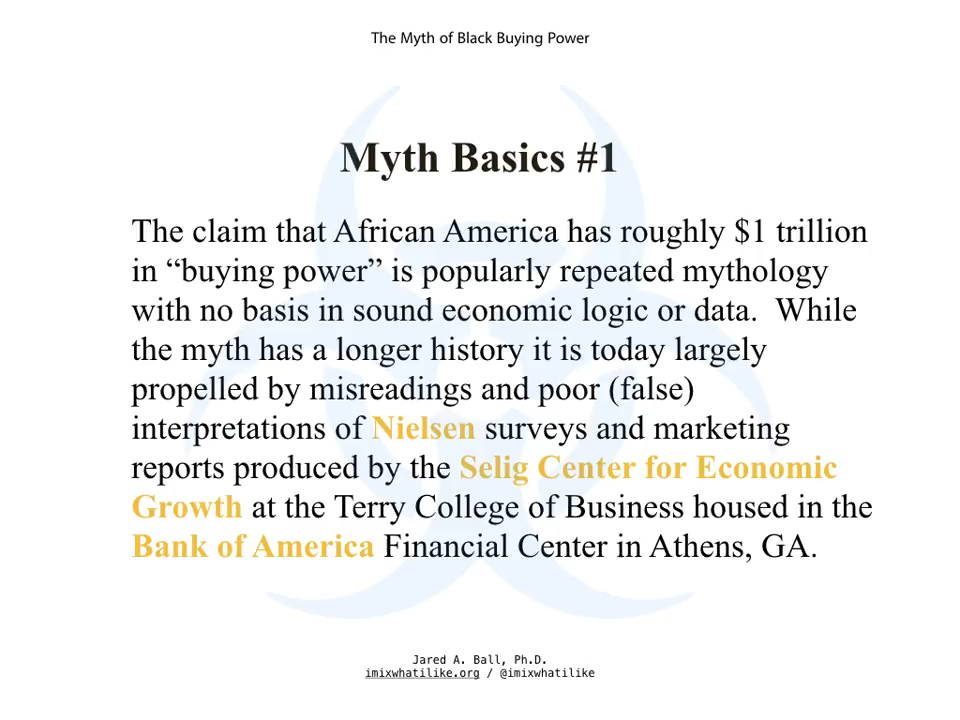 The Myth of Black Buying Power
Myth Basics #1
The claim that African America has roughly $1 trillion
in “buying power” is popularly repeated mythology
with no basis in sound economic logic or data.  While
the myth has a longer history it is today largely
propelled by misreadings and poor (false)
interpretations of Nielsen surveys and marketing
reports produced by the Selig Center for Economic
Growth at the Terry College of Business housed in the
Bank of America Financial Center in Athens, GA.
Jared A. Ball, Ph.D.
imixwhatilike.org / @imixwhatilike